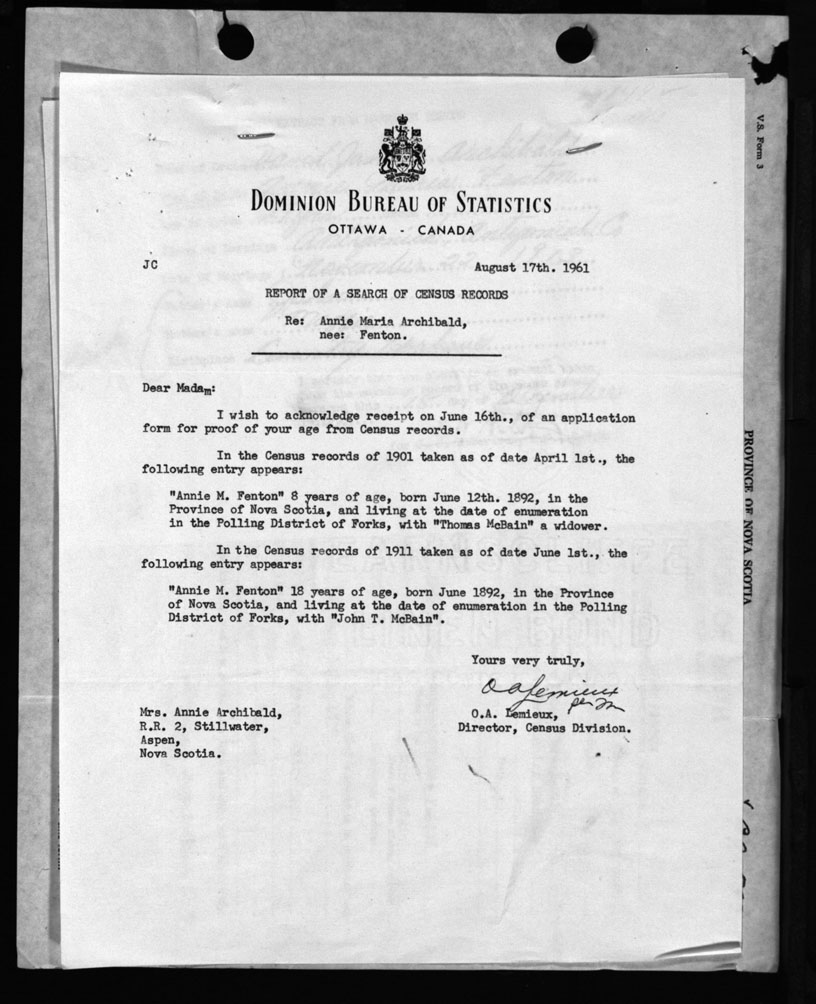 V.S. Form 3
DOMINION BUREAU OF STATISTICS
OTTAWA - CANADA
JC
August 17th. 1961
REPORT OF A SEARCH OF CENSUS RECORDS
Re: Annie Maria Archibald,
nee: Fenton.
Dear Madam:
I wish to acknowledge receipt on June 16th., of an application
form for proof of your age from Census records.
In the Census records of 1901 taken as of date April 1st., the
following entry appears:
"Annie M. Fenton" 8 years of age, born June 12th. 1892, in the
Province of Nova Scotia, and living at the date of enumeration
in the Polling District of Forks, with "Thomas McBain" a widower.
In the Census records of 1911 taken as of date June 1st., the
following entry appears:
"Annie M. Fenton" 18 years of age, born June 1892, in the Province
of Nova Scotia, and living at the date of enumeration in the Polling
District of Forks, with "John T. McBain".
PROVINCE OF NOVA SCOTIA
Yours very truly,
O A Lemieux
O.A. Lemieux,
Director, Census Division.
Mrs. Annie Archibald,
R.R. 2, Stillwater,
Aspen,
Nova Scotia.